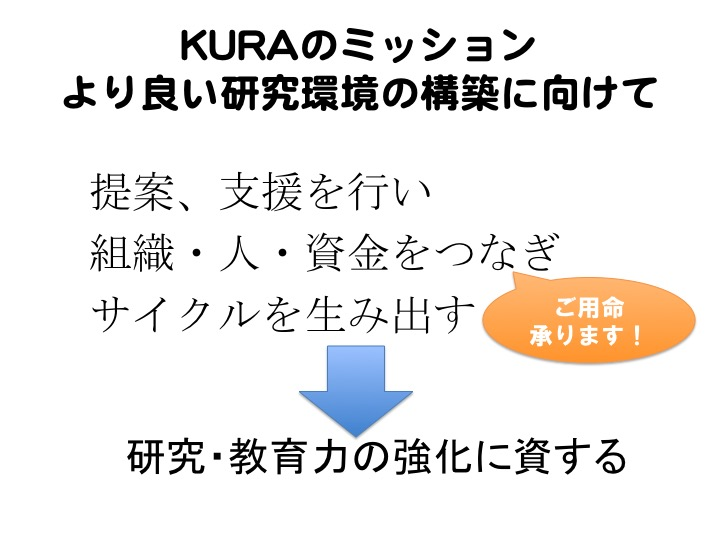 KURAのミッション
より良い研究環境の構築に向けて
提案、支援を行い
組織・人・資金をつなぎ
サイクルを生み出す
ご用命
承ります！
研究・教育力の強化に資する